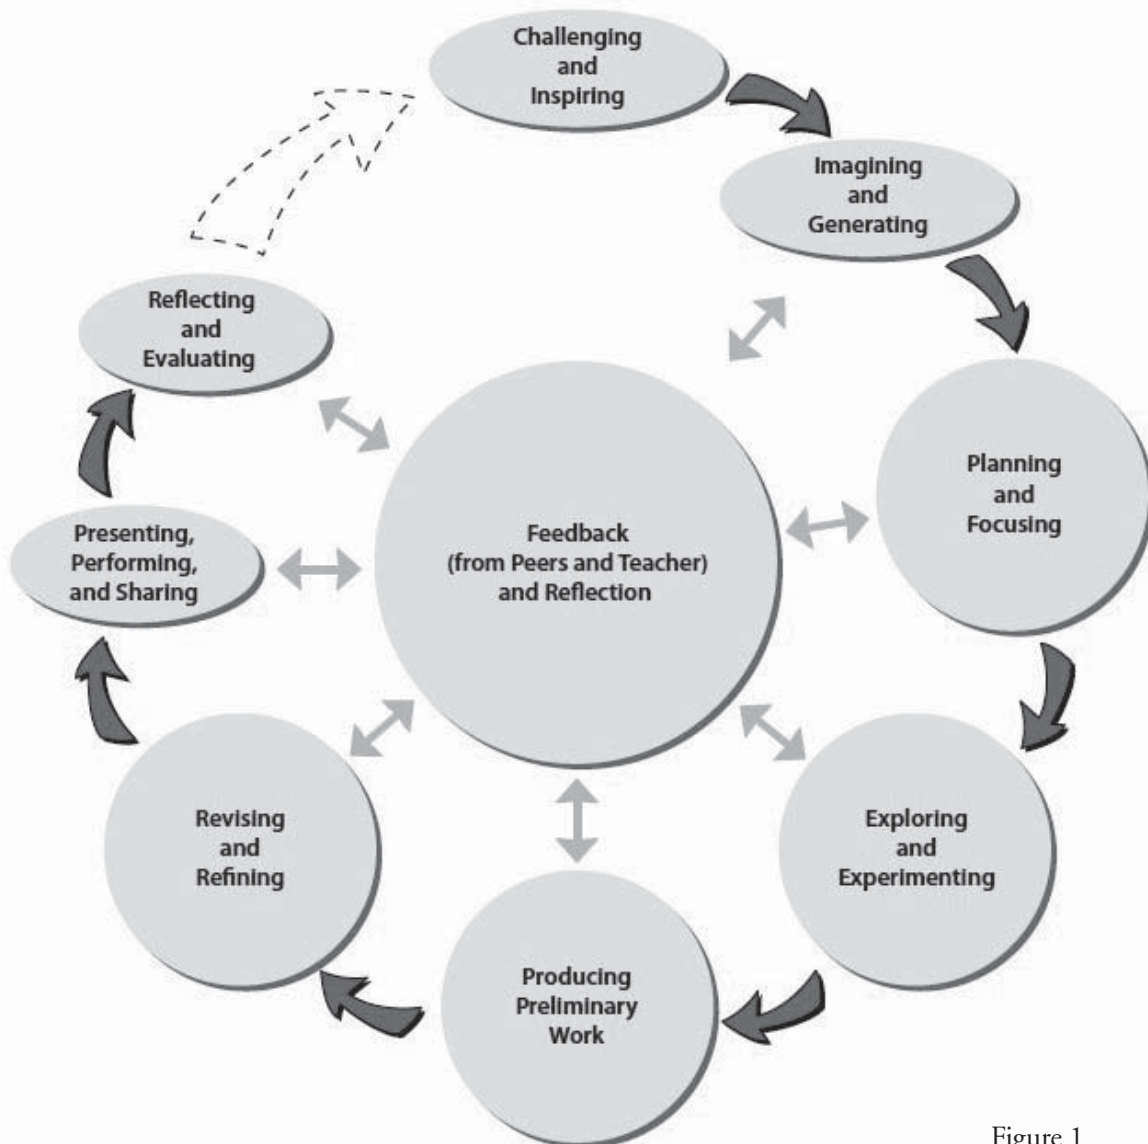 Challenging
and
Inspiring
Imagining
and
Generating
Planning
and
Focusing
Exploring
and
Experimenting
Producing
Preliminary
Work
Revising
and
Refining
Presenting,
Performing,
and Sharing
Reflecting
and
Evaluating
Feedback
(from Peers and Teacher)
and Reflection
Figure 1